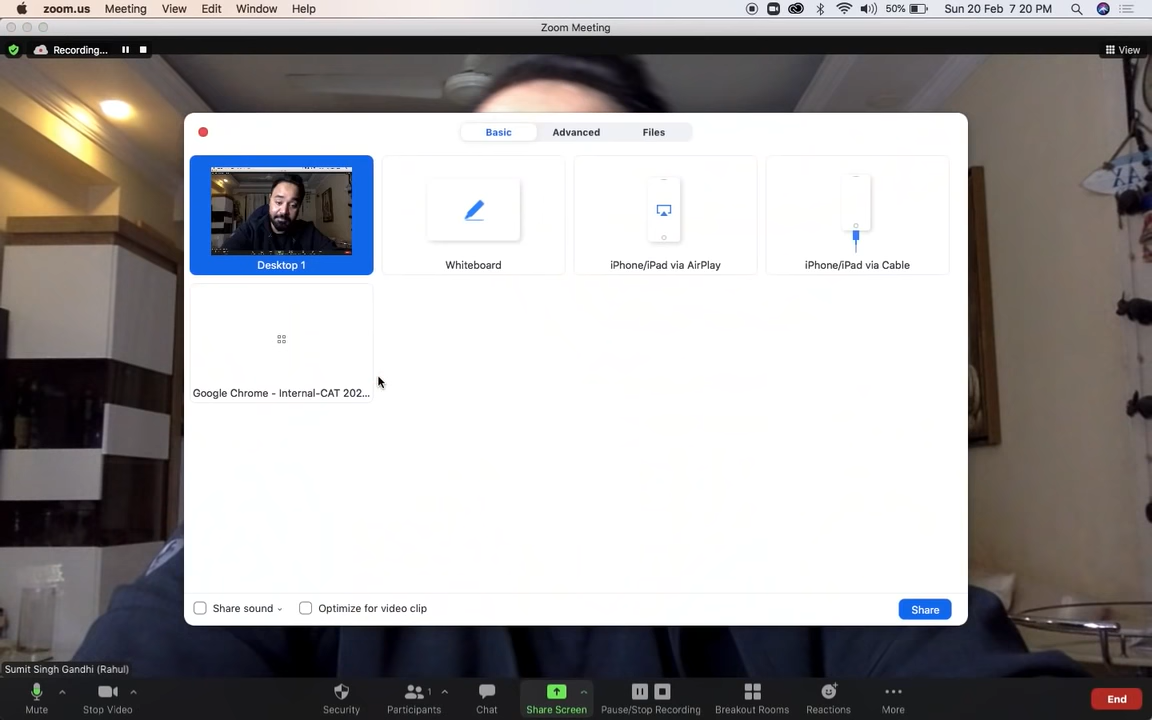 zoom.us Meeting View Edit Window Help 50% Sun 20 Feb 7 20 PM
Zoom Meeting
Recording... View
Basic Advanced Files
Desktop 1 Whiteboard iPhone/iPad via AirPlay iPhone/iPad via Cable
Google Chrome - Internal-CAT 202...
Share sound Optimize for video clip Share
Sumit Singh Gandhi (Rahul)
1
Mute Stop Video Security Participants Chat Share Screen Pause/Stop Recording Breakout Rooms Reactions More End